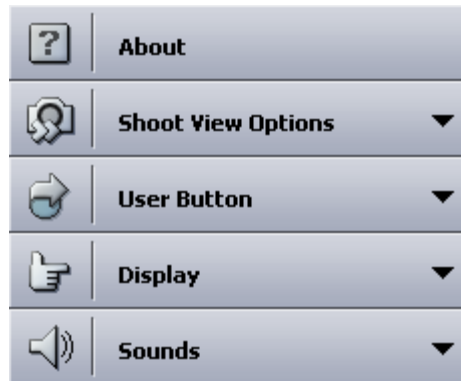 ?
About
Shoot View Options
User Button
Display
Sounds